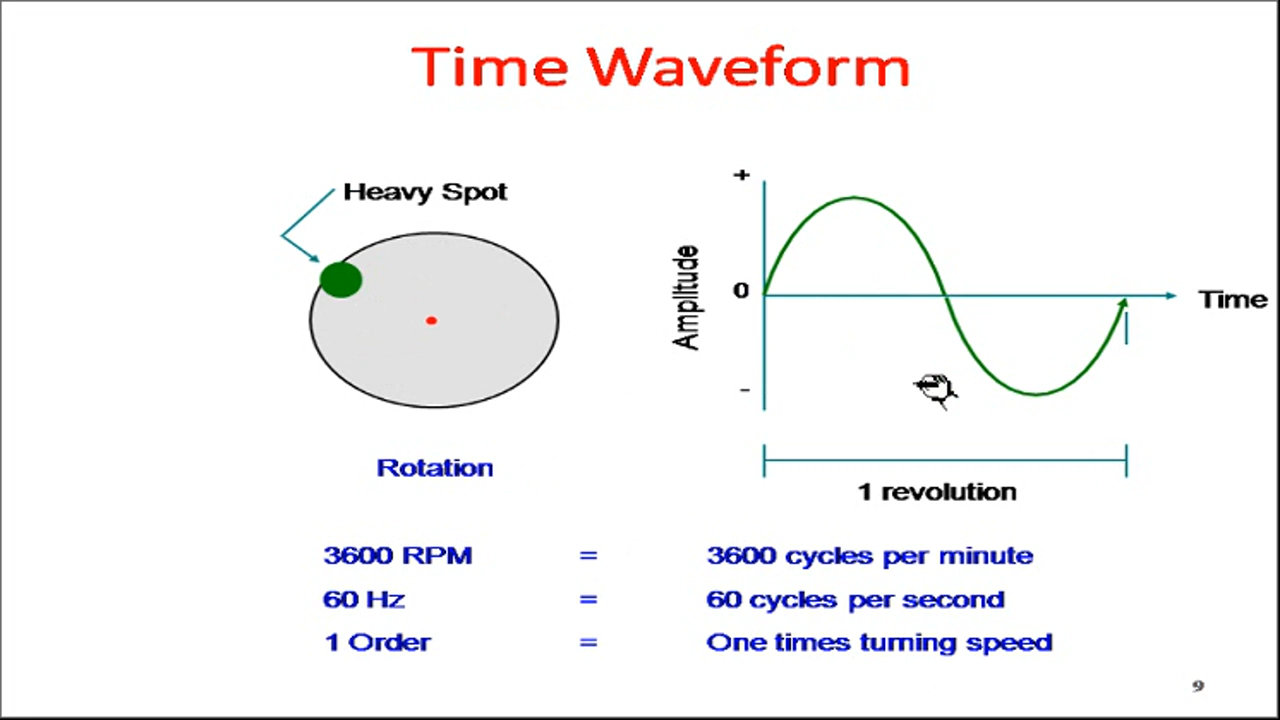 Time Waveform
Heavy Spot
+
Amplitude
0
Time
-
Rotation
1 revolution
3600 RPM = 3600 cycles per minute
60 Hz = 60 cycles per second
1 Order = One times turning speed
9